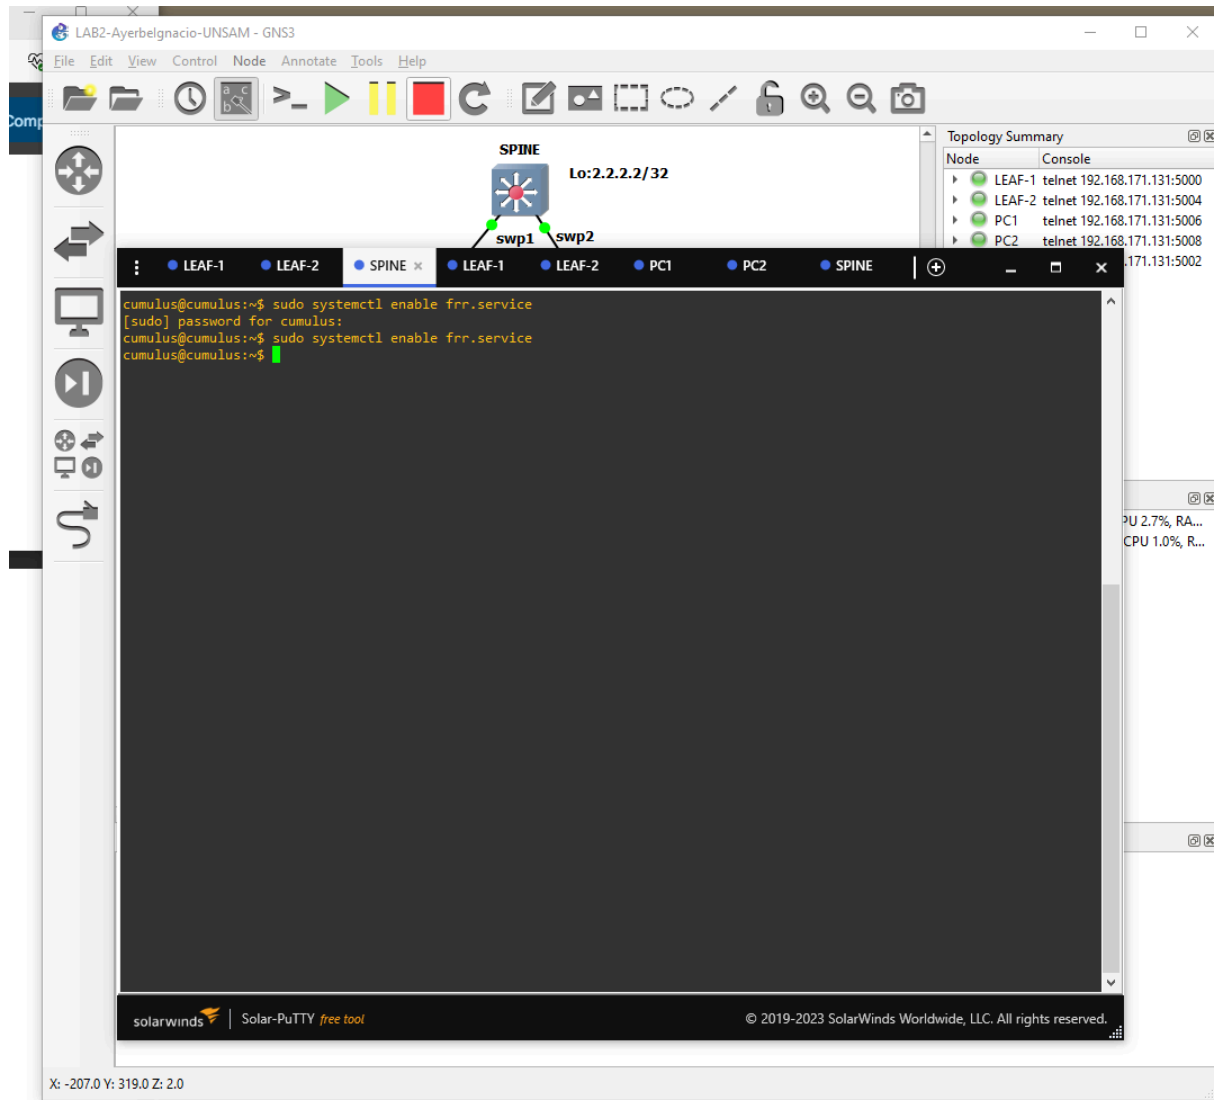 LAB2-AyerbeIgnacio-UNSAM - GNS3
File Edit View Control Node Annotate Tools Help
Comp
SPINE
Lo:2.2.2.2/32
swp1 swp2
Topology Summary
Node Console
LEAF-1 telnet 192.168.171.131:5000
LEAF-2 telnet 192.168.171.131:5004
PC1 telnet 192.168.171.131:5006
PC2 telnet 192.168.171.131:5008
.171.131:5002
LEAF-1 LEAF-2 SPINE × LEAF-1 LEAF-2 PC1 PC2 SPINE
cumulus@cumulus:~$ sudo systemctl enable frr.service
[sudo] password for cumulus:
cumulus@cumulus:~$ sudo systemctl enable frr.service
cumulus@cumulus:~$
PU 2.7%, RA...
CPU 1.0%, R...
solarwinds Solar-PuTTY free tool © 2019-2023 SolarWinds Worldwide, LLC. All rights reserved.
X: -207.0 Y: 319.0 Z: 2.0